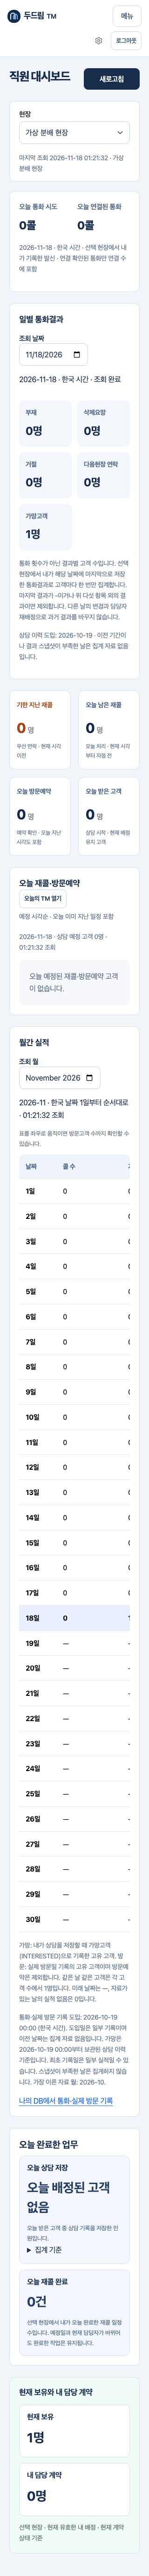 두드림 TM
메뉴
로그아웃
직원 대시보드
새로고침
현장
가상 분배 현장
마지막 조회 2026-11-18 01:21:32 · 가상
분배 현장
오늘 통화 시도
0콜
오늘 연결된 통화
0콜
2026-11-18 · 한국 시간 · 선택 현장에서 내
가 기록한 발신 · 연결 확인된 통화만 연결 수
에 포함
일별 통화결과
조회 날짜
11/18/2026
2026-11-18 · 한국 시간 · 조회 완료
부재
0명
삭제요망
0명
거절
0명
다음현장 연락
0명
가망고객
1명
통화 횟수가 아닌 결과별 고객 수입니다. 선택
현장에서 내가 해당 날짜에 마지막으로 저장
한 통화결과로 고객마다 한 번만 집계합니다.
마지막 결과가 -이거나 위 다섯 항목 외의 결
과이면 제외합니다. 다른 날의 변경과 담당자
재배정으로 과거 결과를 바꾸지 않습니다.
상담 이력 도입: 2026-10-19 · 이전 기간이
나 결과 스냅샷이 부족한 날은 집계 자료 없음
입니다.
기한 지난 재콜
0 명
우선 연락 · 현재 시각
이전
오늘 남은 재콜
0 명
오늘 처리 · 현재 시각
부터 자정 전
오늘 방문예약
0 명
예약 확인 · 오늘 지난
시각도 포함
오늘 받은 고객
0 명
상담 시작 · 현재 배정
유지 고객
오늘 재콜·방문예약
오늘의 TM 열기
예정 시각순 · 오늘 이미 지난 일정 포함
2026-11-18 · 상담 예정 고객 0명 ·
01:21:32 조회
오늘 예정된 재콜·방문예약 고객
이 없습니다.
월간 실적
조회 월
November 2026
2026-11 · 한국 날짜 1일부터 순서대로
· 01:21:32 조회
표를 좌우로 움직이면 방문고객 수까지 확인할 수
있습니다.
날짜 콜 수
1일 0
2일 0
3일 0
4일 0
5일 0
6일 0
7일 0
8일 0
9일 0
10일 0
11일 0
12일 0
13일 0
14일 0
15일 0
16일 0
17일 0
18일 0
19일 —
20일 —
21일 —
22일 —
23일 —
24일 —
25일 —
26일 —
27일 —
28일 —
29일 —
30일 —
가망: 내가 상담을 저장할 때 가망고객
(INTERESTED)으로 기록한 고유 고객. 방
문: 실제 방문일 기록의 고유 고객이며 방문예
약은 제외합니다. 같은 날 같은 고객은 각 고객
수에서 1명입니다. 미래 날짜는 —, 자료가
있는 날의 실적 없음은 0입니다.
통화·실제 방문 기록 도입: 2026-10-19
00:00 (한국 시간). 도입일은 일부 기록이며
이전 날짜는 집계 자료 없음입니다. 가망은
2026-10-19 00:00부터 보관된 상담 이력
기준입니다. 최초 기록일은 일부 실적일 수 있
습니다. 스냅샷이 부족한 날은 집계하지 않습
니다. 가장 이른 자료 월: 2026-10.
나의 DB에서 통화·실제 방문 기록
오늘 완료한 업무
오늘 상담 저장
오늘 배정된 고객
없음
오늘 받은 고객 중 상담 기록을 저장한 인
원입니다.
▶ 집계 기준
오늘 재콜 완료
0건
선택 현장에서 내가 오늘 완료한 재콜 일정
수입니다. 예정일과 현재 담당자가 바뀌어
도 완료한 작업은 유지됩니다.
현재 보유와 내 담당 계약
현재 보유
1명
내 담당 계약
0명
선택 현장 · 현재 유효한 내 배정 · 현재 계약
상태 기준